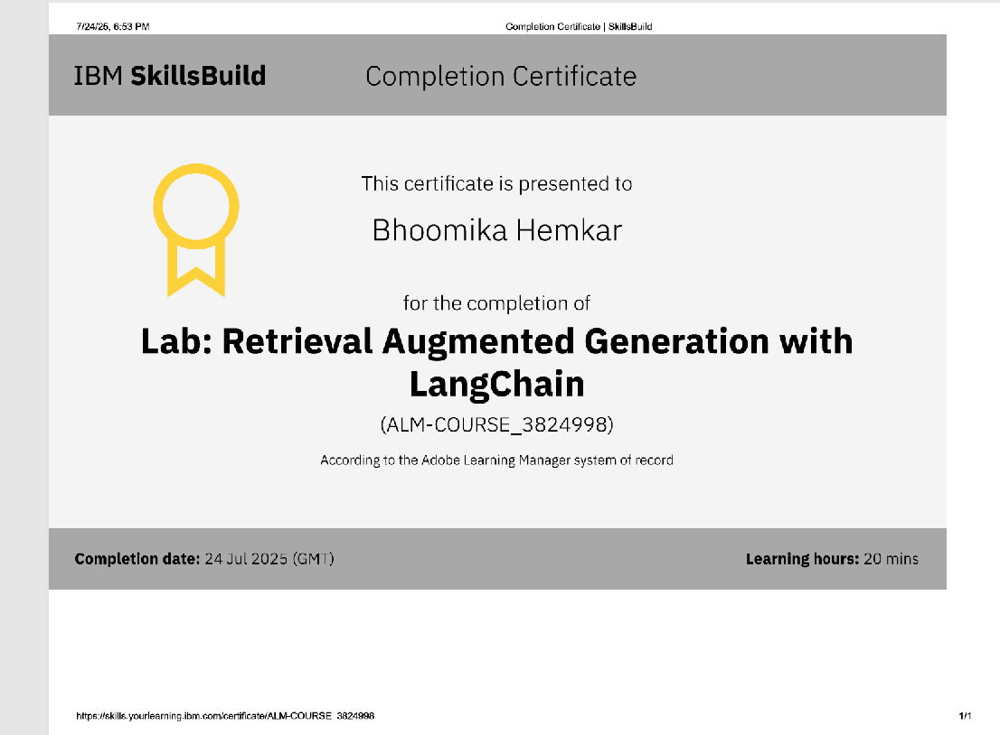 7/24/25, 6:53 PM
Completion Certificate | SkillsBuild
IBM SkillsBuild
Completion Certificate
This certificate is presented to
Bhoomika Hemkar
for the completion of
Lab: Retrieval Augmented Generation with
LangChain
(ALM-COURSE_3824998)
According to the Adobe Learning Manager system of record
Completion date: 24 Jul 2025 (GMT)
Learning hours: 20 mins
https://skills.yourlearning.ibm.com/certificate/ALM-COURSE_3824998
1/1